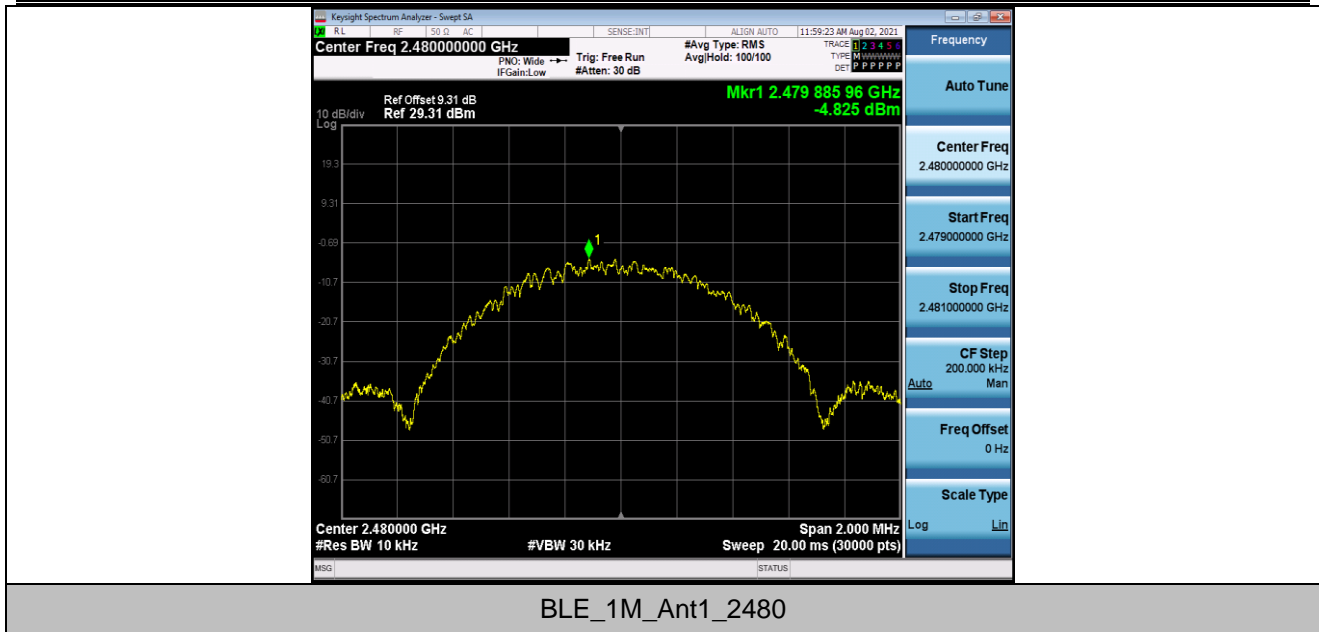 Keysight Spectrum Analyzer - Swept SA
RL RF 50 Ω AC SENSE:INT ALIGN AUTO 11:59:23 AM Aug 02, 2021
Center Freq 2.480000000 GHz
PNO: Wide
IFGain:Low
Trig: Free Run
#Atten: 30 dB
#Avg Type: RMS
Avg|Hold: 100/100
TRACE 1 2 3 4 5 6
TYPE M WWWWW
DET P P P P P P
Frequency
Ref Offset 9.31 dB
10 dB/div Ref 29.31 dBm
Log
Mkr1 2.479 885 96 GHz
-4.825 dBm
19.3
9.31
-0.69
-10.7
-20.7
-30.7
-40.7
-50.7
-60.7
1
Center 2.480000 GHz Span 2.000 MHz
#Res BW 10 kHz #VBW 30 kHz Sweep 20.00 ms (30000 pts)
Auto Tune
Center Freq
2.480000000 GHz
Start Freq
2.479000000 GHz
Stop Freq
2.481000000 GHz
CF Step
200.000 kHz
Auto Man
Freq Offset
0 Hz
Scale Type
Log Lin
MSG STATUS
BLE_1M_Ant1_2480